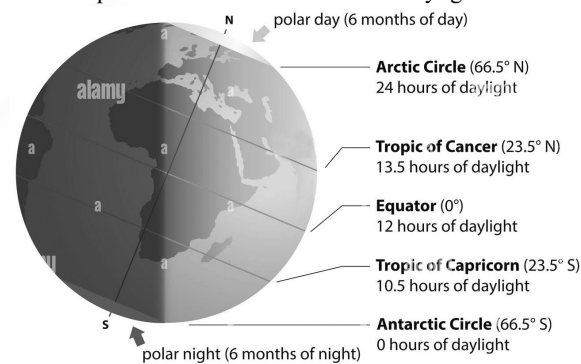 N
polar day (6 months of day)
Arctic Circle (66.5° N)
24 hours of daylight
alamy
a
a
Tropic of Cancer (23.5° N)
13.5 hours of daylight
a
a
a
a
Equator (0°)
12 hours of daylight
Tropic of Capricorn (23.5° S)
10.5 hours of daylight
a
S
Antarctic Circle (66.5° S)
0 hours of daylight
polar night (6 months of night)